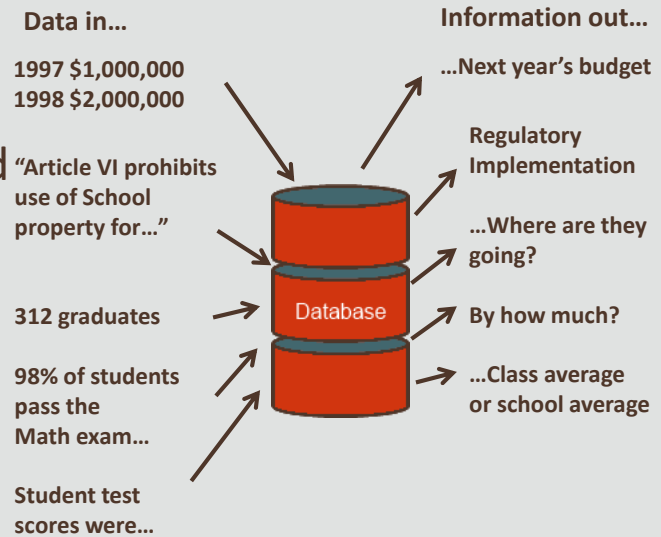 Data in...
1997 $1,000,000
1998 $2,000,000
“Article VI prohibits
use of School
property for...”
312 graduates
98% of students
pass the
Math exam...
Student test
scores were...
Database
Information out...
...Next year’s budget
Regulatory
Implementation
...Where are they
going?
By how much?
...Class average
or school average